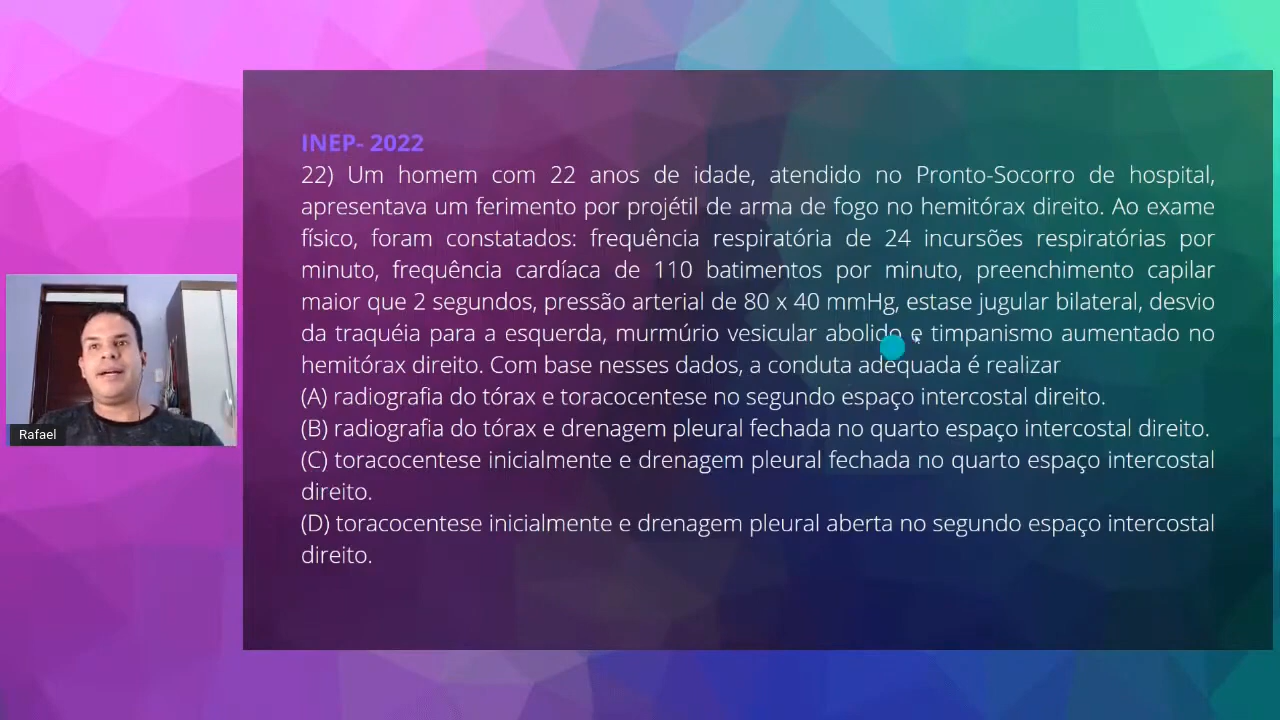 INEP- 2022
22) Um homem com 22 anos de idade, atendido no Pronto-Socorro de hospital,
apresentava um ferimento por projétil de arma de fogo no hemitórax direito. Ao exame
físico, foram constatados: frequência respiratória de 24 incursões respiratórias por
minuto, frequência cardíaca de 110 batimentos por minuto, preenchimento capilar
maior que 2 segundos, pressão arterial de 80 x 40 mmHg, estase jugular bilateral, desvio
da traquéia para a esquerda, murmúrio vesicular abolido e timpanismo aumentado no
hemitórax direito. Com base nesses dados, a conduta adequada é realizar
(A) radiografia do tórax e toracocentese no segundo espaço intercostal direito.
(B) radiografia do tórax e drenagem pleural fechada no quarto espaço intercostal direito.
(C) toracocentese inicialmente e drenagem pleural fechada no quarto espaço intercostal
direito.
(D) toracocentese inicialmente e drenagem pleural aberta no segundo espaço intercostal
direito.
Rafael